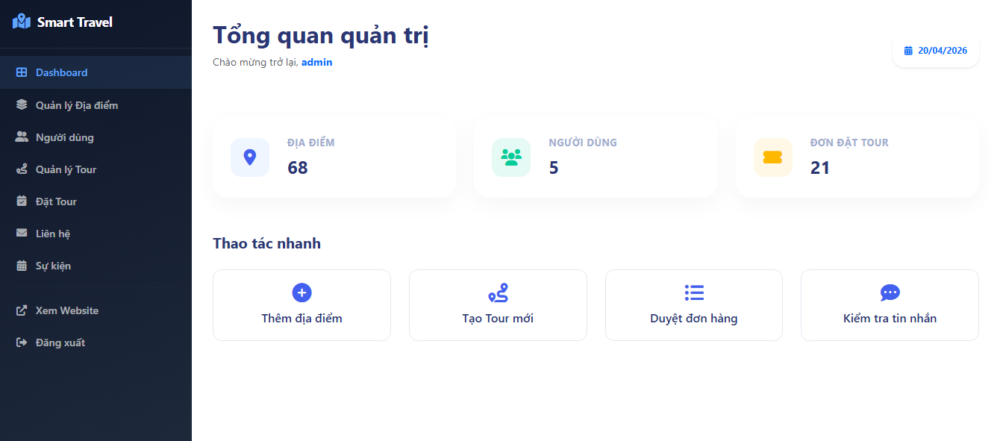 Smart Travel
Dashboard
Quản lý Địa điểm
Người dùng
Quản lý Tour
Đặt Tour
Liên hệ
Sự kiện
Xem Website
Đăng xuất
Tổng quan quản trị
Chào mừng trở lại, admin
20/04/2026
ĐỊA ĐIỂM
68
NGƯỜI DÙNG
5
ĐƠN ĐẶT TOUR
21
Thao tác nhanh
Thêm địa điểm
Tạo Tour mới
Duyệt đơn hàng
Kiểm tra tin nhắn